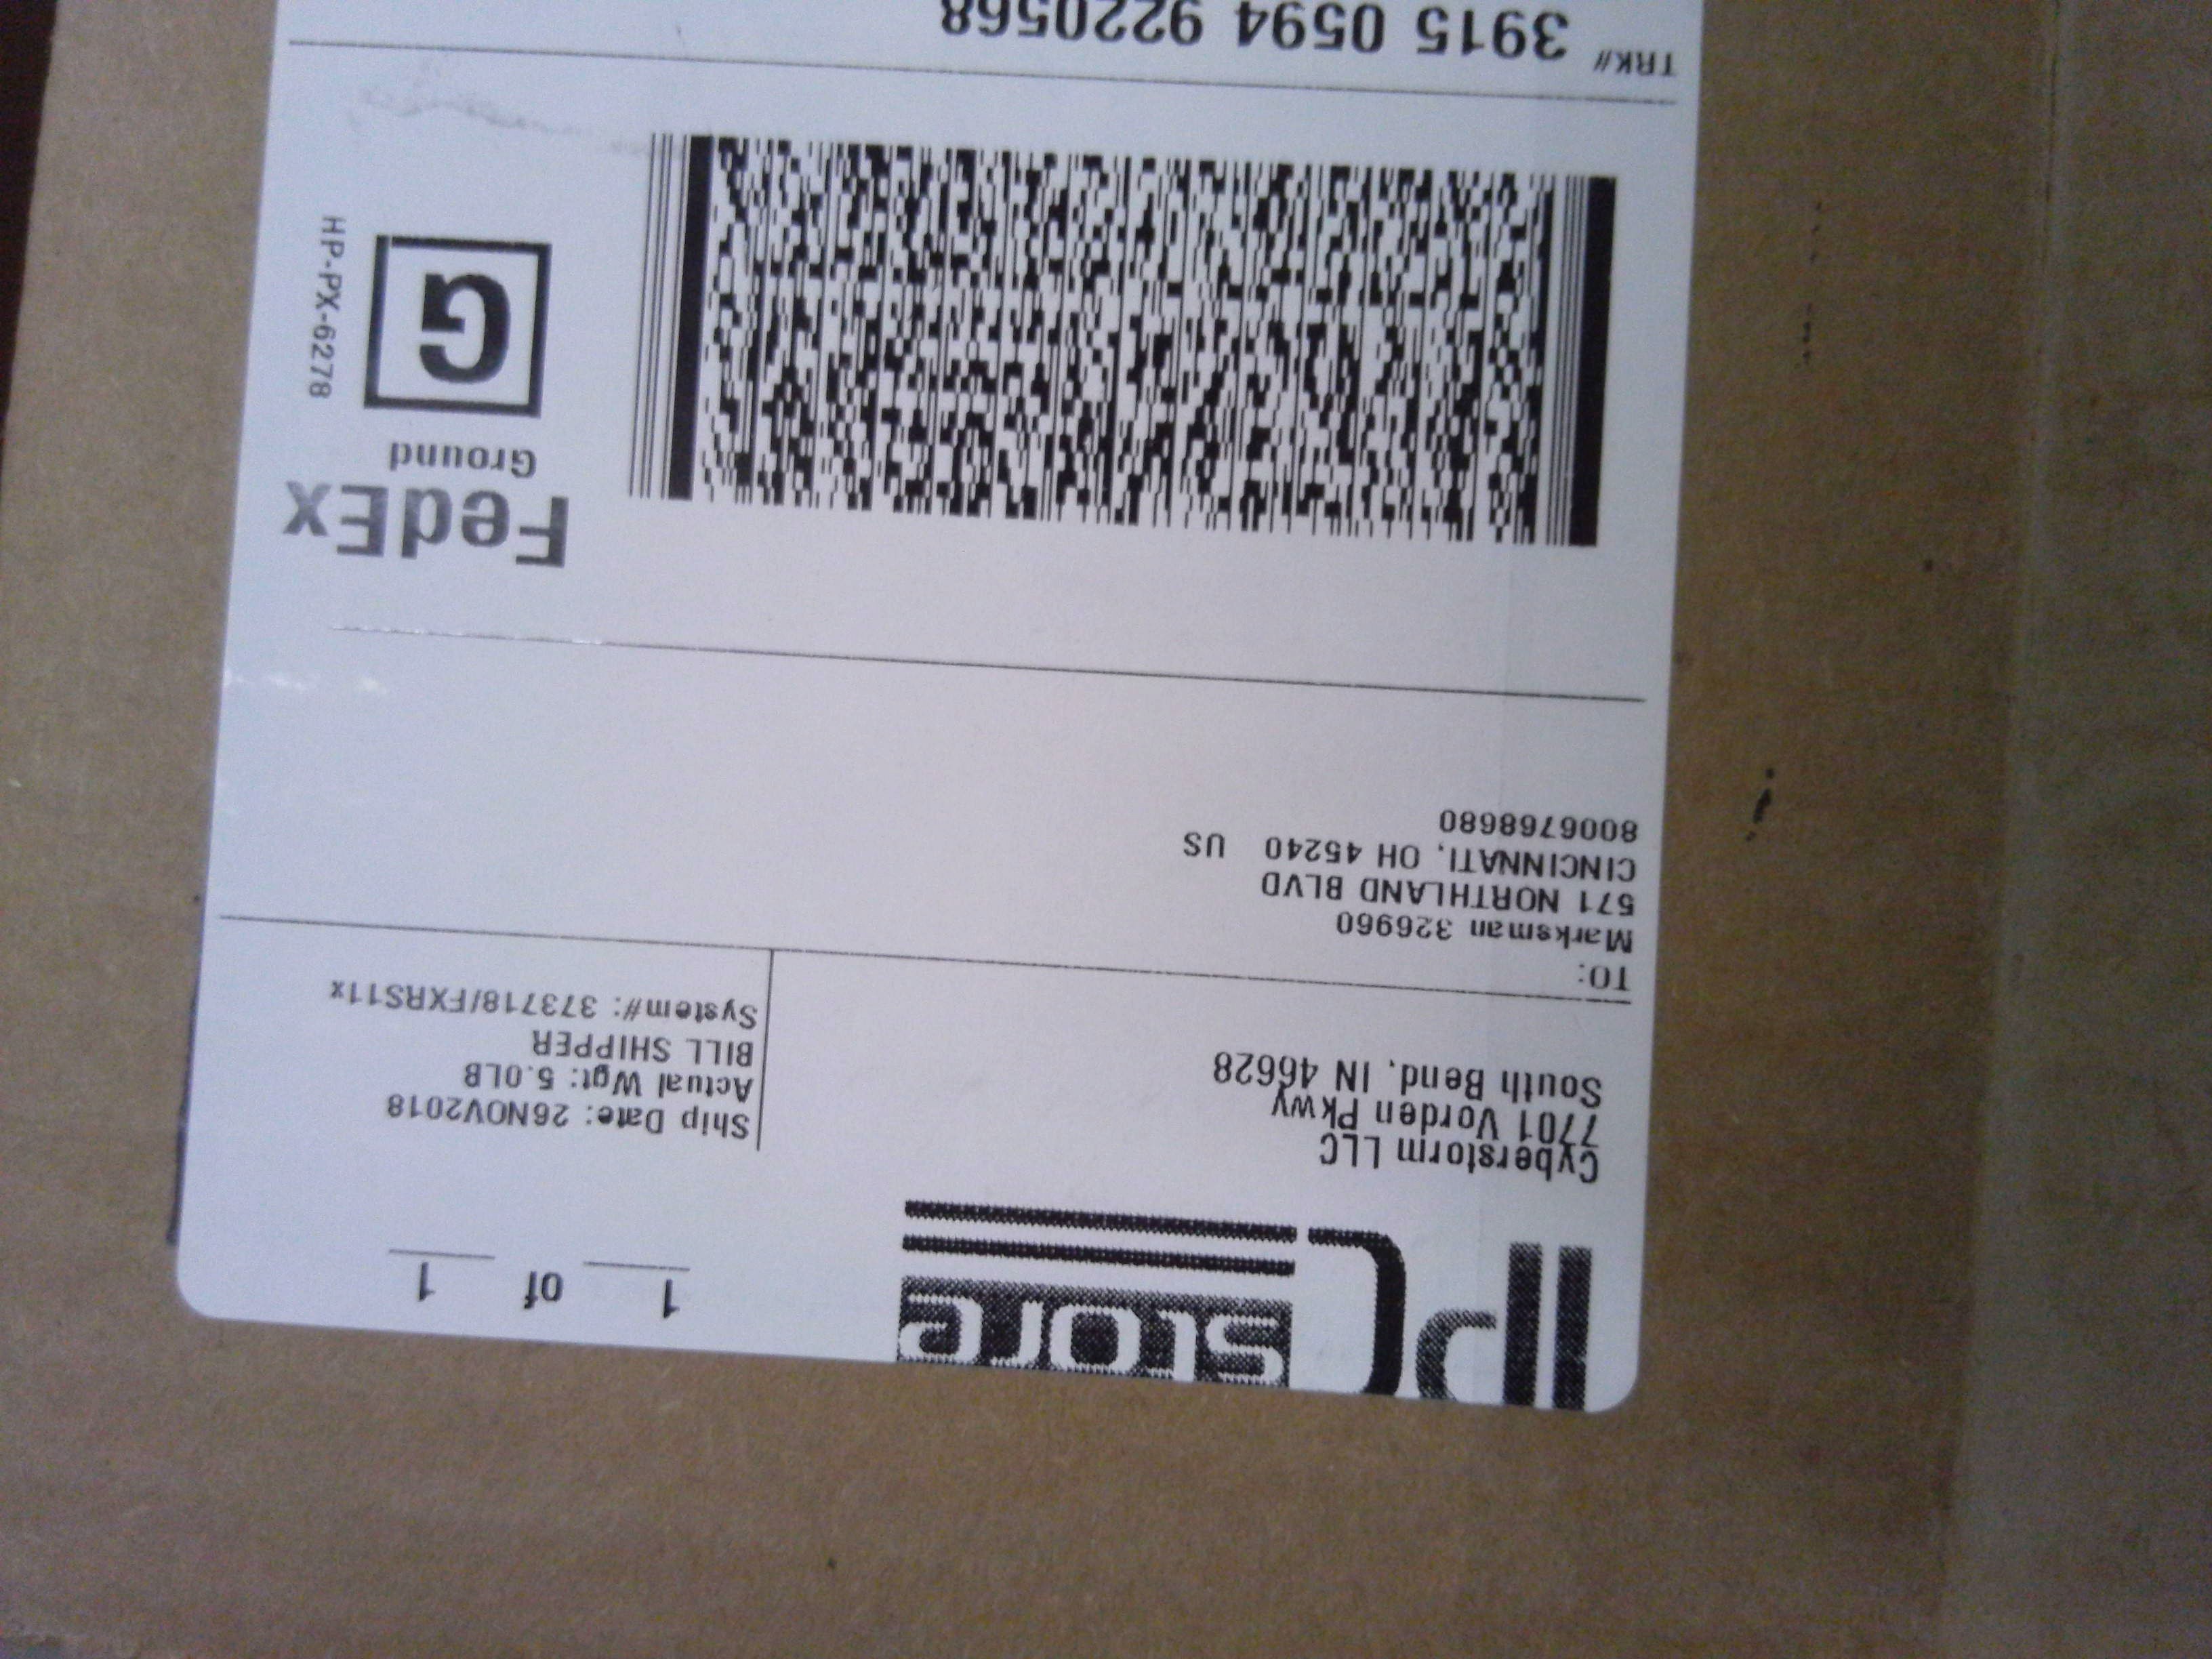 IPC store
1 of 1
Cyberstorm LLC
7701 Vorden Pkwy
South Bend, IN 46628
Ship Date: 26NOV2018
Actual Wgt: 5.0LB
BILL SHIPPER
System#: 373718/FXRS11x
TO:
Marksman 326960
571 NORTHLAND BLVD
CINCINNATI, OH 45240 US
8006768680
FedEx
Ground
G
HP-PX-6278
TRK# 3915 0594 9220568